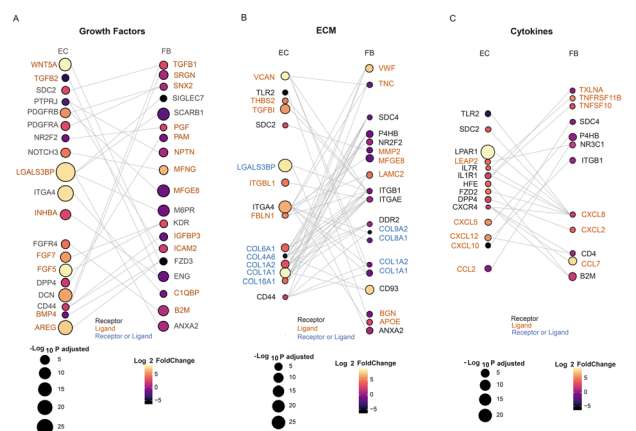 A
Growth Factors
EC
FB
WNT5A
TGFB2
SDC2
PTPRJ
PDGFRB
PDGFRA
NR2F2
NOTCH3
LGALS3BP
ITGA4
INHBA
FGFR4
FGF7
FGF5
DPP4
DCN
CD44
BMP4
AREG
TGFB1
SRGN
SNX2
SIGLEC7
SCARB1
PGF
PAM
NPTN
MFNG
MFGE8
M6PR
KDR
IGFBP3
ICAM2
FZD3
ENG
C1QBP
B2M
ANXA2
Receptor
Ligand
Receptor or Ligand
-Log 10 P adjusted
5
10
15
20
25
Log 2 FoldChange
5
0
−5
B
ECM
EC
FB
VCAN
TLR2
THBS2
TGFBI
SDC2
LGALS3BP
ITGBL1
ITGA4
FBLN1
COL6A1
COL4A6
COL1A2
COL1A1
COL16A1
CD44
VWF
TNC
SDC4
P4HB
NR2F2
MMP2
MFGE8
LAMC2
ITGB1
ITGAE
DDR2
COL9A2
COL8A1
COL1A2
COL1A1
CD93
BGN
APOE
ANXA2
Receptor
Ligand
Receptor or Ligand
-Log 10 P adjusted
5
10
15
20
25
Log 2 FoldChange
5
0
−5
C
Cytokines
EC
FB
TLR2
SDC2
LPAR1
LEAP2
IL7R
IL1R1
HFE
FZD2
DPP4
CXCR4
CXCL5
CXCL12
CXCL10
CCL2
TXLNA
TNFRSF11B
TNFSF10
SDC4
P4HB
NR3C1
ITGB1
CXCL8
CXCL2
CD4
CCL7
B2M
Receptor
Ligand
-Log 10 P adjusted
5
10
15
20
Log 2 FoldChange
5
0
−5